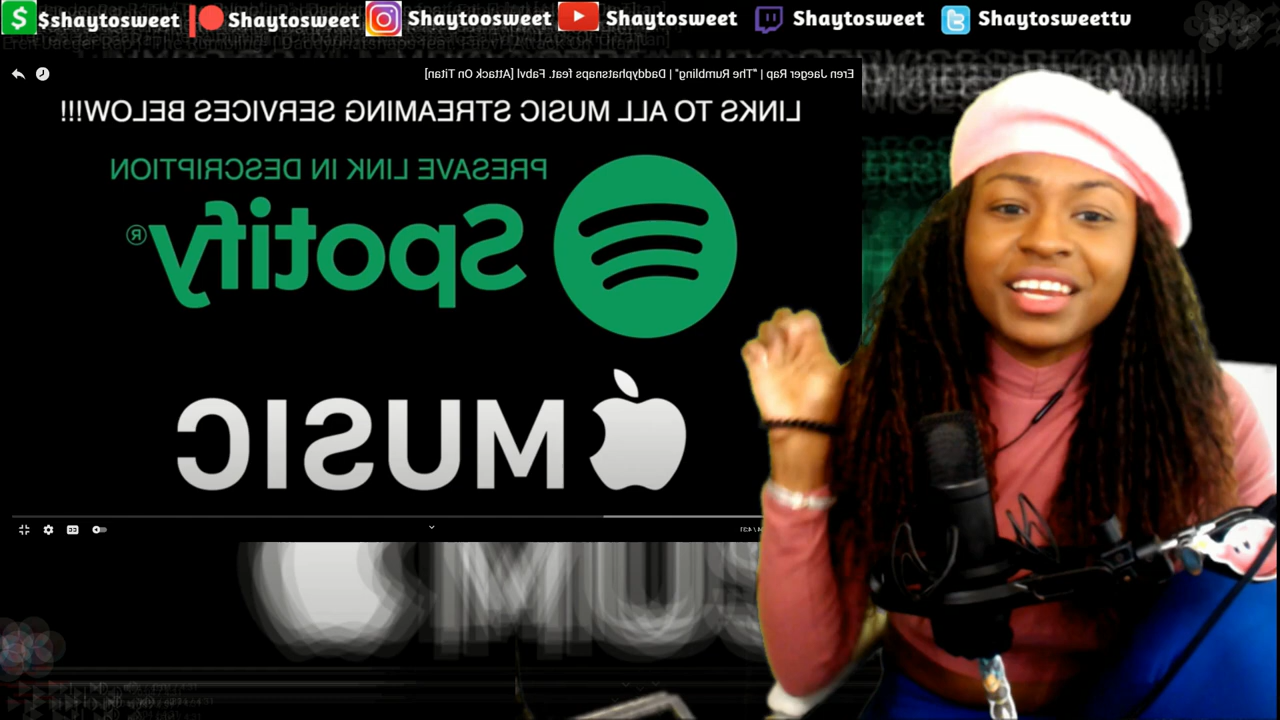 $shaytosweet Shaytosweet Shaytoosweet Shaytosweet Shaytosweet Shaytosweettv
Eren Jaeger Rap | "The Rumbling" | Daddyphatsnaps feat. Fabvl [Attack On Titan]
LINKS TO ALL MUSIC STREAMING SERVICES BELOW!!!
PRESAVE LINK IN DESCRIPTION
Spotify®
MUSIC